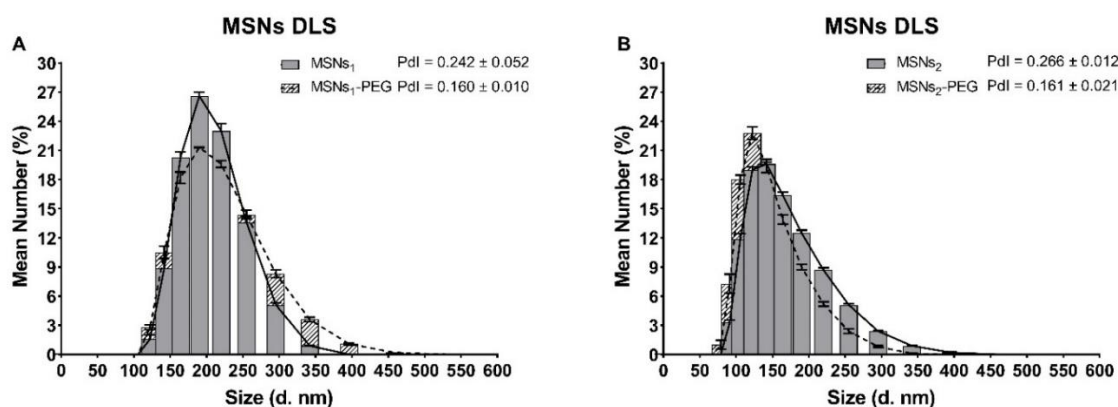 MSNs DLS
A
MSNs₁ PdI = 0.242 ± 0.052
MSNs₁-PEG PdI = 0.160 ± 0.010
Mean Number (%)
30
27
24
21
18
15
12
9
6
3
0
0 50 100 150 200 250 300 350 400 450 500 550 600
Size (d. nm)
MSNs DLS
B
MSNs₂ PdI = 0.266 ± 0.012
MSNs₂-PEG PdI = 0.161 ± 0.021
Mean Number (%)
30
27
24
21
18
15
12
9
6
3
0
0 50 100 150 200 250 300 350 400 450 500 550 600
Size (d. nm)